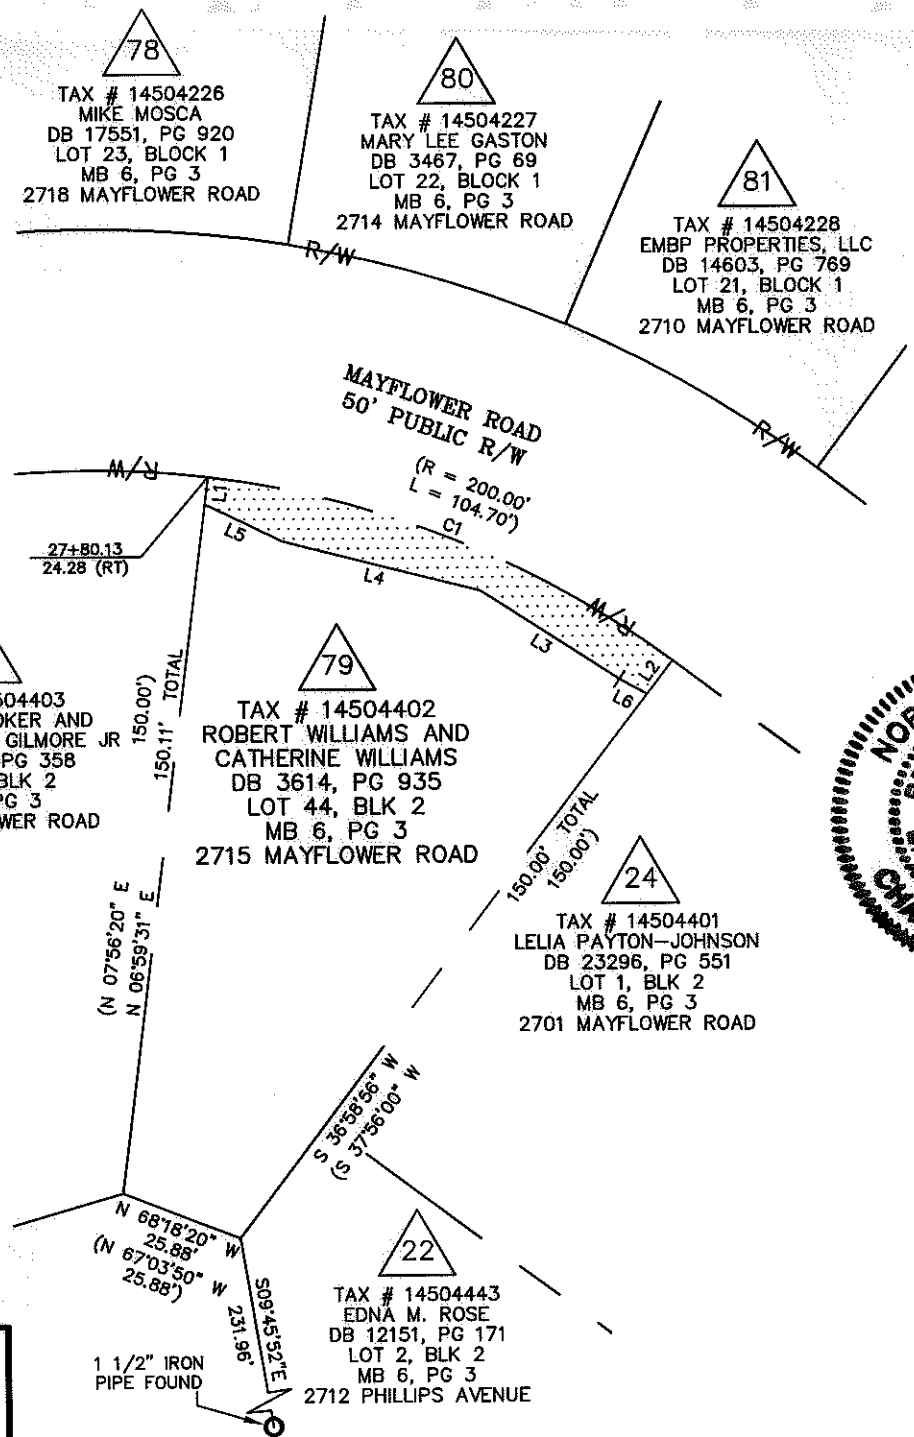 78
TAX # 14504226
MIKE MOSCA
DB 17551, PG 920
LOT 23, BLOCK 1
MB 6, PG 3
2718 MAYFLOWER ROAD
80
TAX # 14504227
MARY LEE GASTON
DB 3467, PG 69
LOT 22, BLOCK 1
MB 6, PG 3
2714 MAYFLOWER ROAD
81
TAX # 14504228
EMBP PROPERTIES, LLC
DB 14603, PG 769
LOT 21, BLOCK 1
MB 6, PG 3
2710 MAYFLOWER ROAD
R/W
R/W
MAYFLOWER ROAD
50' PUBLIC R/W
(R = 200.00'
L = 104.70')
C1
R/W
R/W
L1
L5
L4
L3
L6
L2
27+80.13
24.28 (RT)
504403
OKER AND
GILMORE JR
PG 358
BLK 2
PG 3
WER ROAD
150.00')
150.11' TOTAL
79
TAX # 14504402
ROBERT WILLIAMS AND
CATHERINE WILLIAMS
DB 3614, PG 935
LOT 44, BLK 2
MB 6, PG 3
2715 MAYFLOWER ROAD
150.00' TOTAL
150.00')
24
TAX # 14504401
LELIA PAYTON-JOHNSON
DB 23296, PG 551
LOT 1, BLK 2
MB 6, PG 3
2701 MAYFLOWER ROAD
(N 07°56'20" E
N 06°59'31" E
S 36°58'56" W
(S 37°56'00" W
N 68°18'20" W
25.88'
(N 67°03'50" W
25.88')
S09°45'52"E
231.96'
22
TAX # 14504443
EDNA M. ROSE
DB 12151, PG 171
LOT 2, BLK 2
MB 6, PG 3
2712 PHILLIPS AVENUE
1 1/2" IRON
PIPE FOUND
NOR